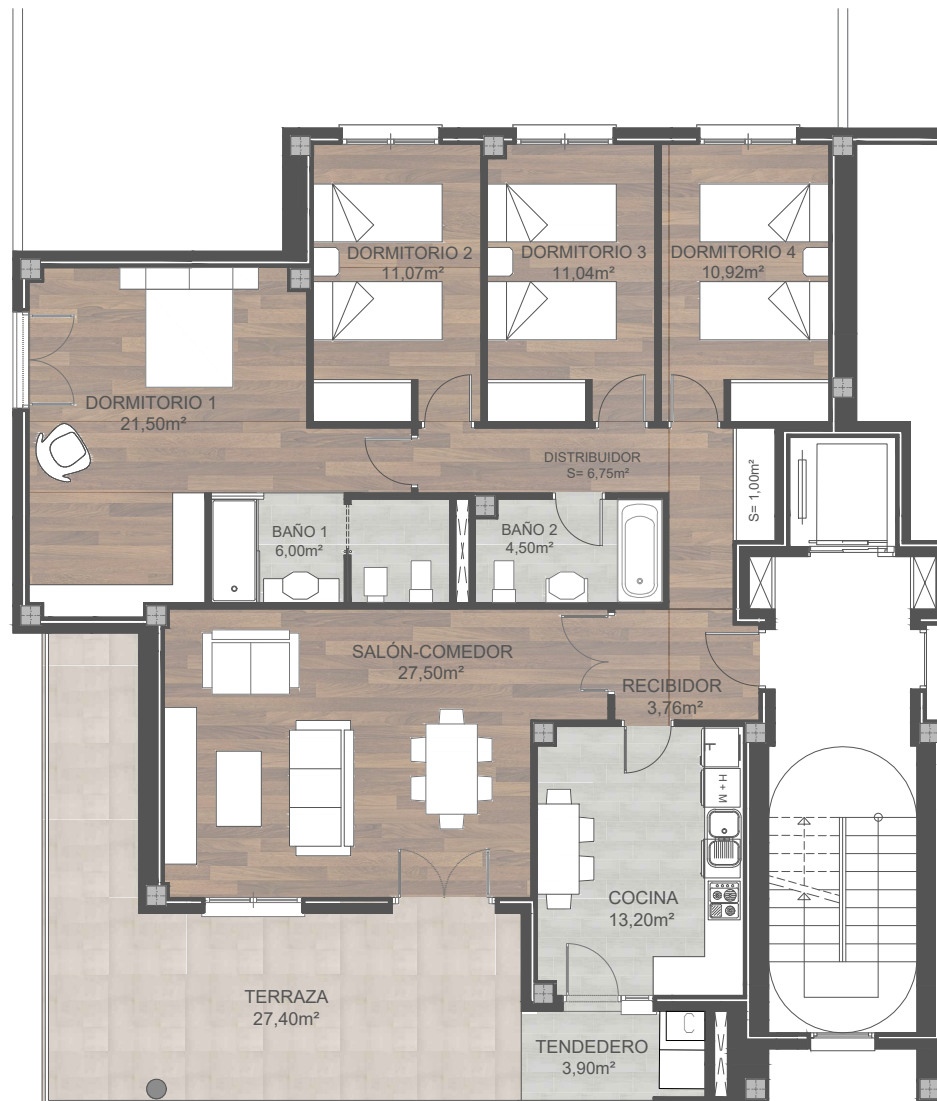 DORMITORIO 2
11,07m²
DORMITORIO 3
11,04m²
DORMITORIO 4
10,92m²
DORMITORIO 1
21,50m²
DISTRIBUIDOR
S= 6,75m²
S= 1,00m²
BAÑO 1
6,00m²
BAÑO 2
4,50m²
SALÓN-COMEDOR
27,50m²
RECIBIDOR
3,76m²
F
H + M
COCINA
13,20m²
TERRAZA
27,40m²
C
TENDEDERO
3,90m²